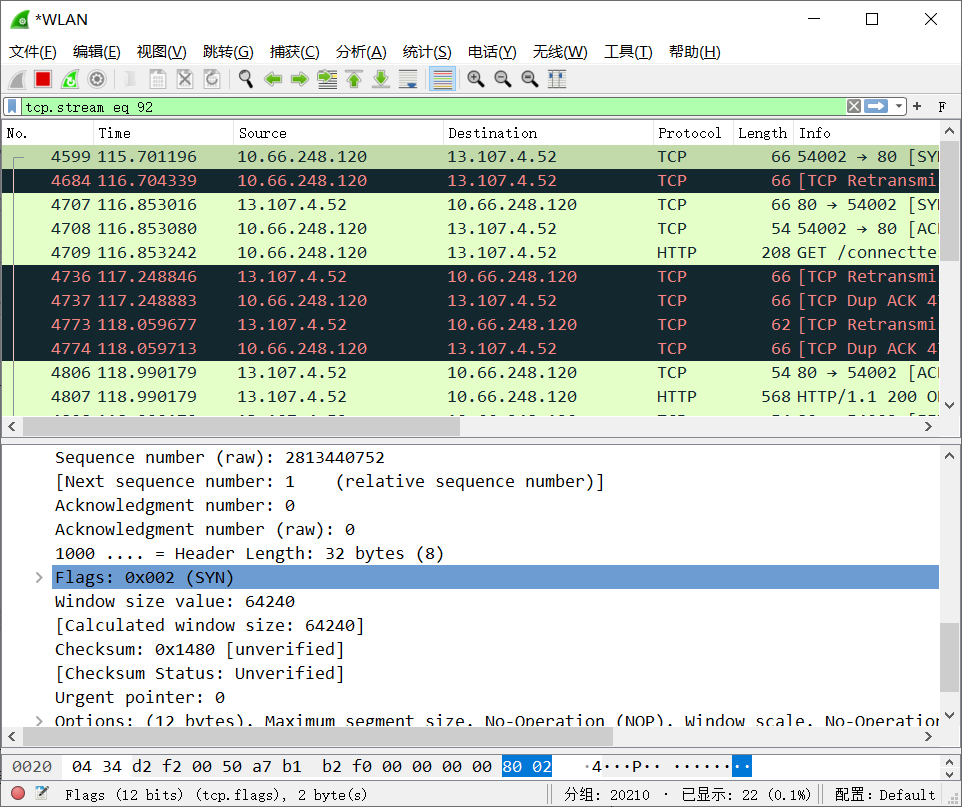 *WLAN
文件(F) 编辑(E) 视图(V) 跳转(G) 捕获(C) 分析(A) 统计(S) 电话(Y) 无线(W) 工具(T) 帮助(H)
tcp.stream eq 92 + F
No. Time Source Destination Protocol Length Info
4599 115.701196 10.66.248.120 13.107.4.52 TCP 66 54002 → 80 [SY
4684 116.704339 10.66.248.120 13.107.4.52 TCP 66 [TCP Retransmi
4707 116.853016 13.107.4.52 10.66.248.120 TCP 66 80 → 54002 [SY
4708 116.853080 10.66.248.120 13.107.4.52 TCP 54 54002 → 80 [AC
4709 116.853242 10.66.248.120 13.107.4.52 HTTP 208 GET /connectte
4736 117.248846 13.107.4.52 10.66.248.120 TCP 66 [TCP Retransmi
4737 117.248883 10.66.248.120 13.107.4.52 TCP 66 [TCP Dup ACK 4
4773 118.059677 13.107.4.52 10.66.248.120 TCP 62 [TCP Retransmi
4774 118.059713 10.66.248.120 13.107.4.52 TCP 66 [TCP Dup ACK 4
4806 118.990179 13.107.4.52 10.66.248.120 TCP 54 80 → 54002 [AC
4807 118.990179 13.107.4.52 10.66.248.120 HTTP 568 HTTP/1.1 200 O
Sequence number (raw): 2813440752
[Next sequence number: 1 (relative sequence number)]
Acknowledgment number: 0
Acknowledgment number (raw): 0
1000 .... = Header Length: 32 bytes (8)
Flags: 0x002 (SYN)
Window size value: 64240
[Calculated window size: 64240]
Checksum: 0x1480 [unverified]
[Checksum Status: Unverified]
Urgent pointer: 0
Options: (12 bytes), Maximum segment size, No-Operation (NOP), Window scale, No-Operation
0020 04 34 d2 f2 00 50 a7 b1 b2 f0 00 00 00 00 80 02 ·4···P·· ········
Flags (12 bits) (tcp.flags), 2 byte(s) 分组: 20210 · 已显示: 22 (0.1%) 配置: Default